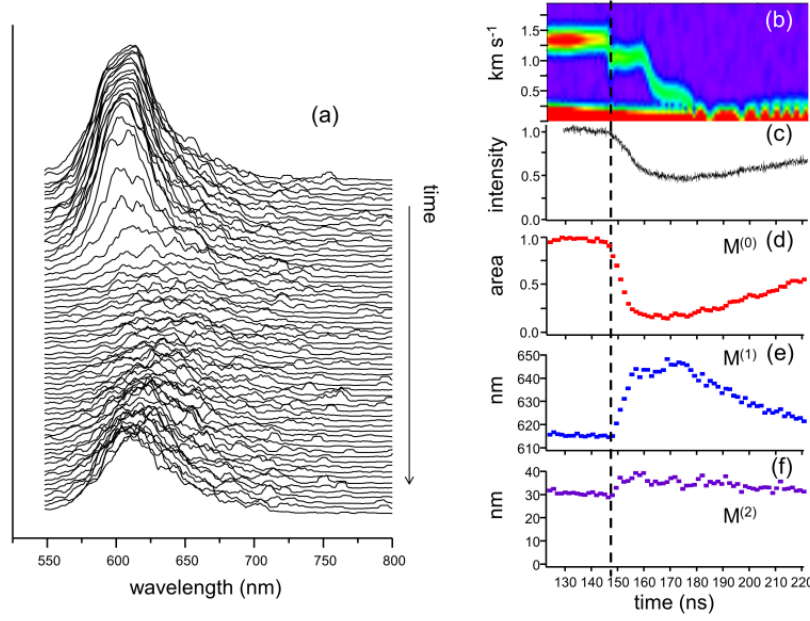 (a)
time
550 600 650 700 750 800
wavelength (nm)
(b)
km s⁻¹
1.5
1.0
0.5
(c)
intensity
1.0
0.5
0.0
M⁽⁰⁾ (d)
area
1.0
0.5
0.0
M⁽¹⁾ (e)
nm
650
640
630
620
610
(f)
M⁽²⁾
nm
40
30
20
10
0
130 140 150 160 170 180 190 200 210 220
time (ns)